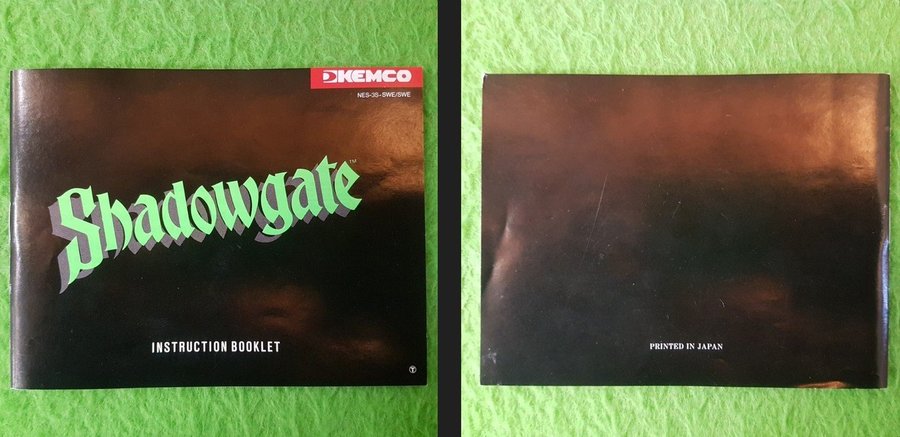 KEMCO
NES-3S-SWE/SWE
Shadowgate™
INSTRUCTION BOOKLET
Ⓣ
PRINTED IN JAPAN